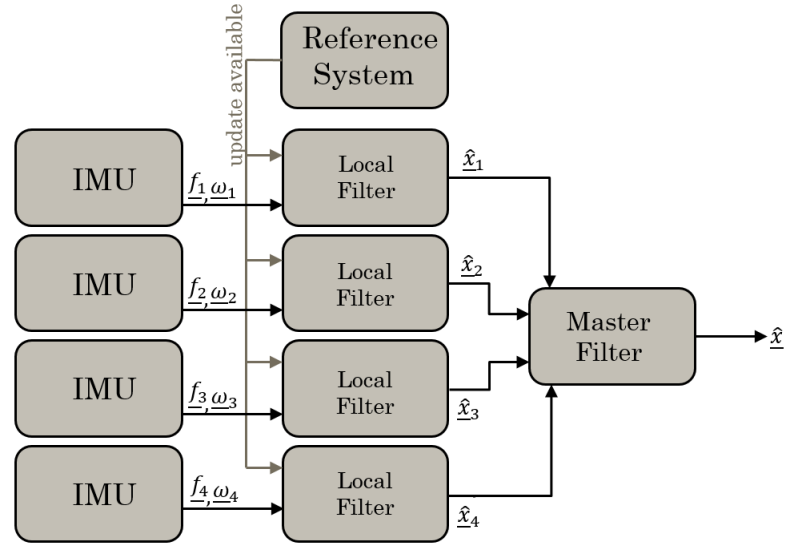 Reference
System
update available
IMU
f₁, ω₁
Local
Filter
x̂₁
IMU
f₂, ω₂
Local
Filter
x̂₂
Master
Filter
x̂
IMU
f₃, ω₃
Local
Filter
x̂₃
IMU
f₄, ω₄
Local
Filter
x̂₄